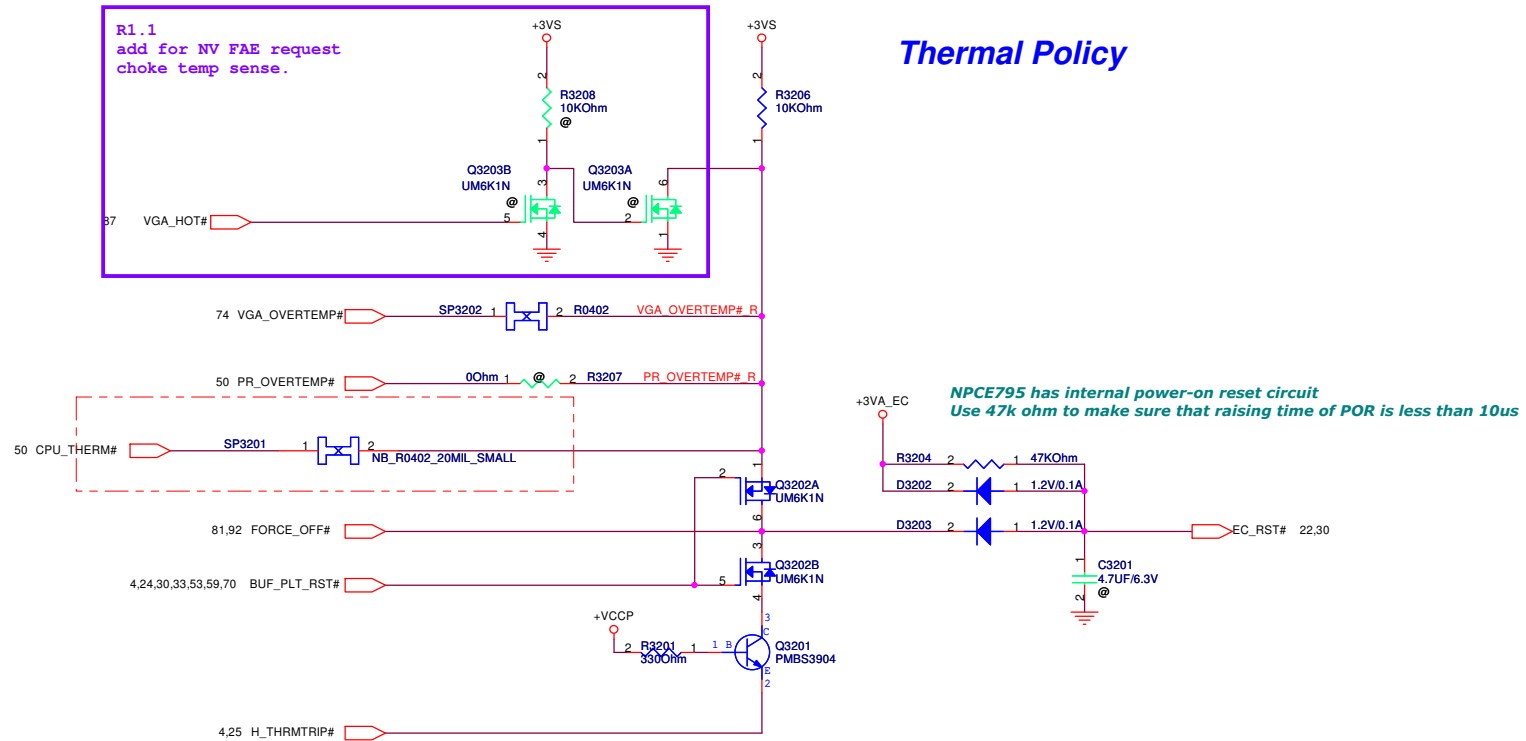 R1.1
add for NV FAE request
choke temp sense.
+3VS
+3VS
Thermal Policy
2
R3208
10KOhm
@
1
2
R3206
10KOhm
1
Q3203B
UM6K1N
@
3
5
4
Q3203A
UM6K1N
@
6
2
1
37 VGA_HOT#
74 VGA_OVERTEMP#
SP3202 1 2 R0402
VGA_OVERTEMP#_R
50 PR_OVERTEMP#
0Ohm 1 @ 2 R3207
PR_OVERTEMP#_R
50 CPU_THERM#
SP3201 1 2
NB_R0402_20MIL_SMALL
NPCE795 has internal power-on reset circuit
Use 47k ohm to make sure that raising time of POR is less than 10us
+3VA_EC
R3204 2 1 47KOhm
D3202 2 1 1.2V/0.1A
D3203 2 1 1.2V/0.1A
1
2 Q3202A
UM6K1N
6
81,92 FORCE_OFF#
EC_RST# 22,30
3
Q3202B
UM6K1N
5
4
4,24,30,33,53,59,70 BUF_PLT_RST#
1
C3201
4.7UF/6.3V
@
2
+VCCP
2 R3201 1
330Ohm
1 B
3
C
Q3201
PMBS3904
E
2
4,25 H_THRMTRIP#